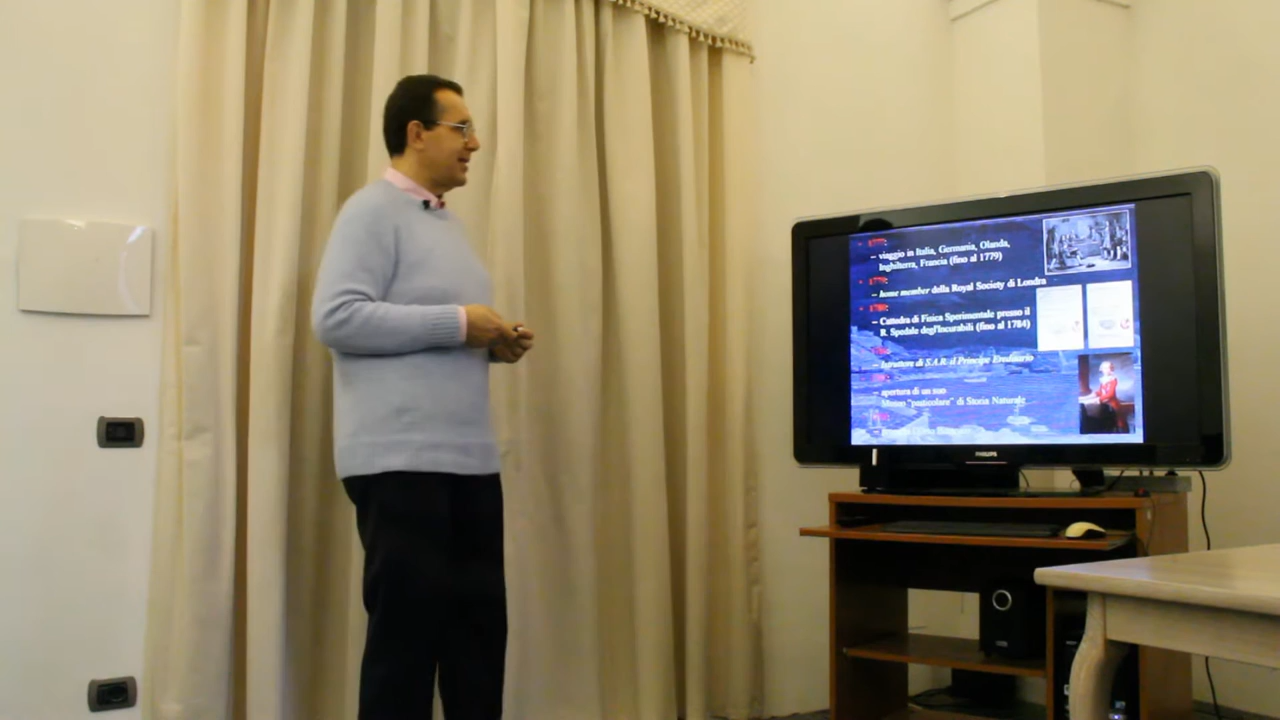 – viaggio in Italia, Germania, Olanda,
Inghilterra, Francia (fino al 1779)
– home member della Royal Society di Londra
– Cattedra di Fisica Sperimentale presso il
R. Spedale degl'Incurabili (fino al 1784)
– Istruttore di S.A.R. il Principe Ereditario
– apertura di un suo
Museo "particolare" di Storia Naturale
PHILIPS